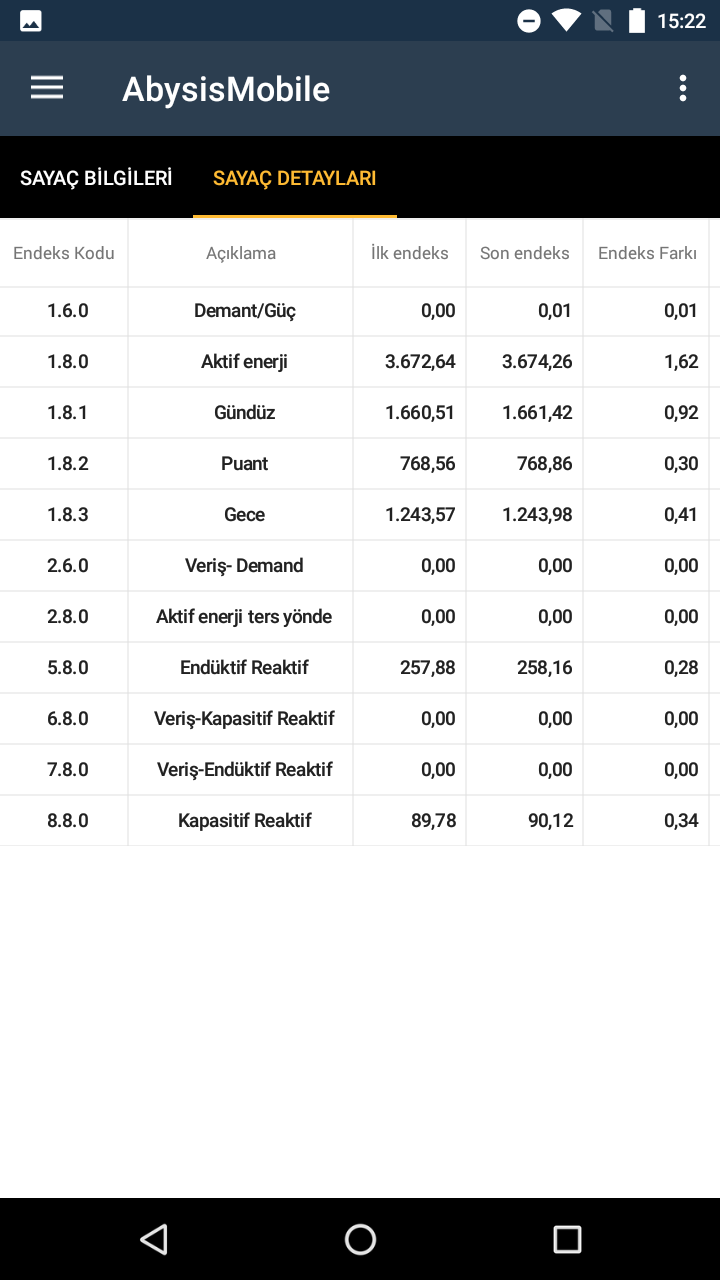 15:22
AbysisMobile
SAYAÇ BİLGİLERİ SAYAÇ DETAYLARI
Endeks Kodu Açıklama İlk endeks Son endeks Endeks Farkı
1.6.0 Demant/Güç 0,00 0,01 0,01
1.8.0 Aktif enerji 3.672,64 3.674,26 1,62
1.8.1 Gündüz 1.660,51 1.661,42 0,92
1.8.2 Puant 768,56 768,86 0,30
1.8.3 Gece 1.243,57 1.243,98 0,41
2.6.0 Veriş- Demand 0,00 0,00 0,00
2.8.0 Aktif enerji ters yönde 0,00 0,00 0,00
5.8.0 Endüktif Reaktif 257,88 258,16 0,28
6.8.0 Veriş-Kapasitif Reaktif 0,00 0,00 0,00
7.8.0 Veriş-Endüktif Reaktif 0,00 0,00 0,00
8.8.0 Kapasitif Reaktif 89,78 90,12 0,34